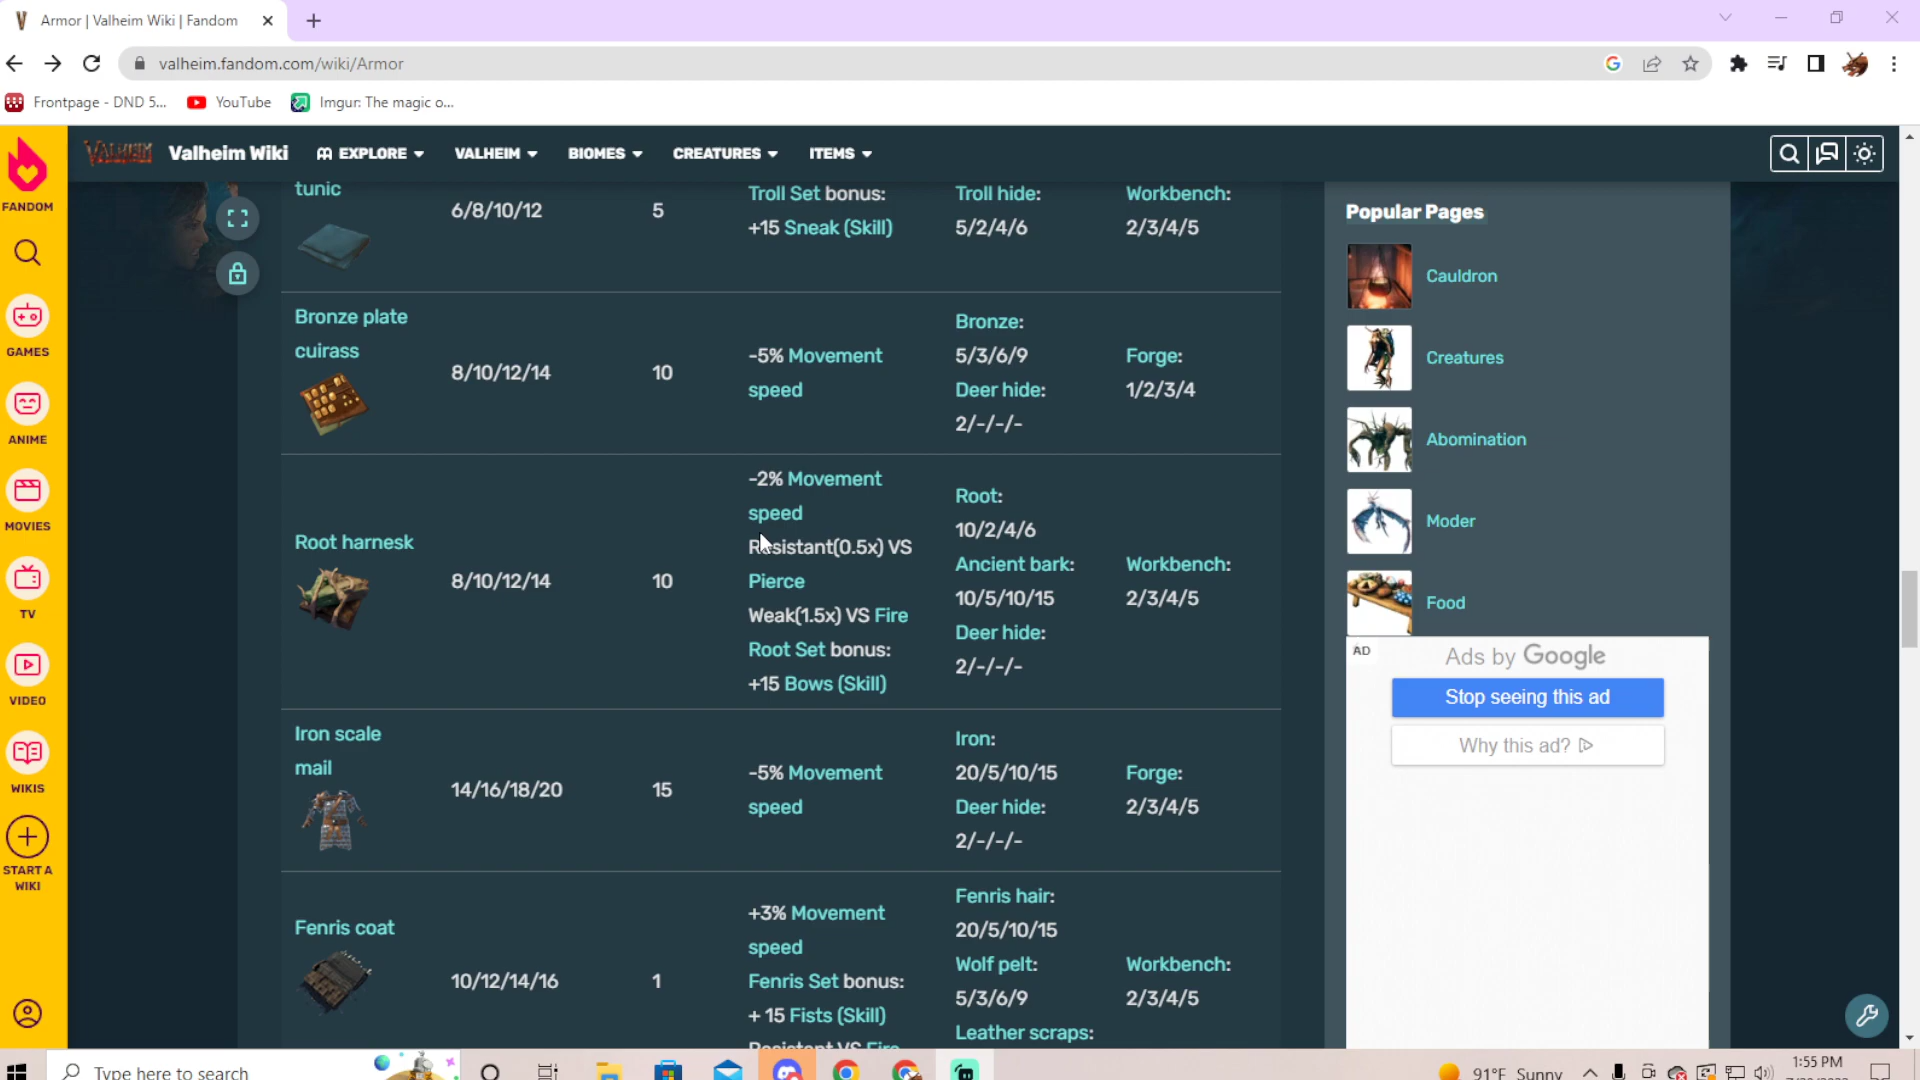 Armor | Valheim Wiki | Fandom
valheim.fandom.com/wiki/Armor
Frontpage - DND 5... YouTube Imgur: The magic o...
VALHEIM Valheim Wiki EXPLORE VALHEIM BIOMES CREATURES ITEMS
FANDOM
GAMES
ANIME
MOVIES
TV
VIDEO
WIKIS
START A
WIKI
tunic
6/8/10/12
5
Troll Set bonus:
+15 Sneak (Skill)
Troll hide:
5/2/4/6
Workbench:
2/3/4/5
Bronze plate
cuirass
8/10/12/14
10
-5% Movement
speed
Bronze:
5/3/6/9
Deer hide:
2/-/-/-
Forge:
1/2/3/4
Root harnesk
8/10/12/14
10
-2% Movement
speed
Resistant(0.5x) VS
Pierce
Weak(1.5x) VS Fire
Root Set bonus:
+15 Bows (Skill)
Root:
10/2/4/6
Ancient bark:
10/5/10/15
Deer hide:
2/-/-/-
Workbench:
2/3/4/5
Iron scale
mail
14/16/18/20
15
-5% Movement
speed
Iron:
20/5/10/15
Deer hide:
2/-/-/-
Forge:
2/3/4/5
Fenris coat
10/12/14/16
1
+3% Movement
speed
Fenris Set bonus:
+ 15 Fists (Skill)
Resistant VS Fire
Fenris hair:
20/5/10/15
Wolf pelt:
5/3/6/9
Leather scraps:
Workbench:
2/3/4/5
Popular Pages
Cauldron
Creatures
Abomination
Moder
Food
AD
Ads by Google
Stop seeing this ad
Why this ad?
Type here to search
91°F Sunny
1:55 PM